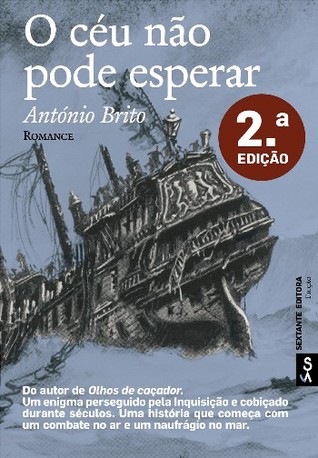 O céu não
pode esperar
António Brito
ROMANCE
2.ª
EDIÇÃO
SEXTANTE EDITORA
Ficção
Do autor de Olhos de caçador.
Um enigma perseguido pela Inquisição e cobiçado
durante séculos. Uma história que começa com
um combate no ar e um naufrágio no mar.